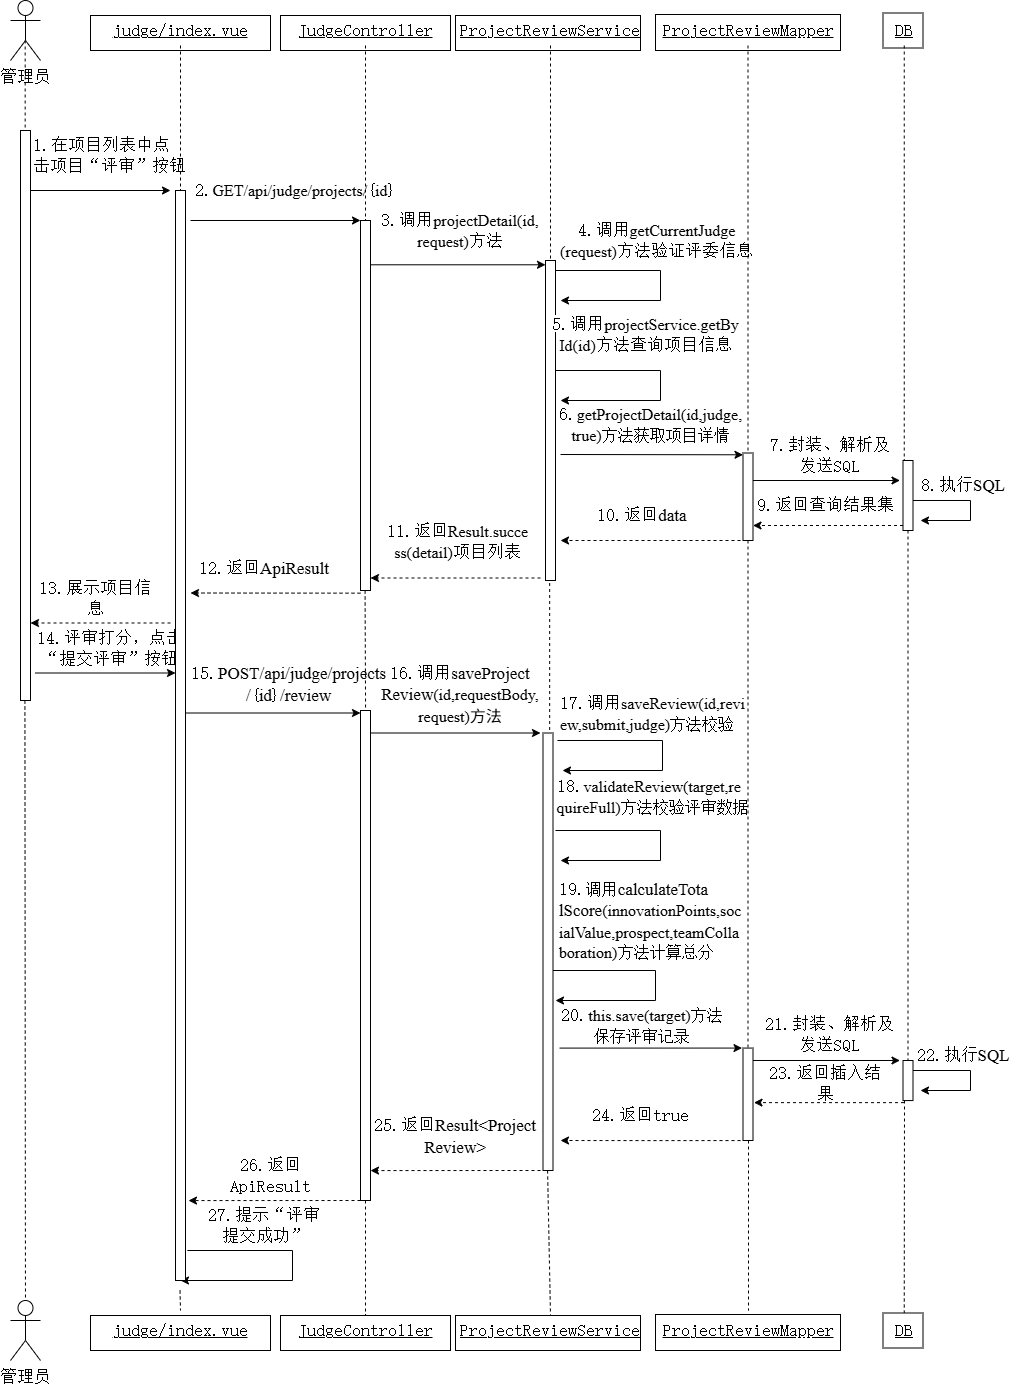 judge/index.vue
JudgeController
ProjectReviewService
ProjectReviewMapper
DB
管理员
1.在项目列表中点
击项目“评审”按钮
2. GET/api/judge/projects/{id}
3.调用projectDetail(id,
request)方法
4.调用getCurrentJudge
(request)方法验证评委信息
5.调用projectService.getBy
Id(id)方法查询项目信息
6. getProjectDetail(id,judge,
true)方法获取项目详情
7.封装、解析及
发送SQL
8.执行SQL
9.返回查询结果集
10.返回data
11.返回Result.succe
ss(detail)项目列表
12.返回ApiResult
13.展示项目信
息
14.评审打分，点击
“提交评审”按钮
15. POST/api/judge/projects
/{id}/review
16.调用saveProject
Review(id,requestBody,
request)方法
17.调用saveReview(id,revi
ew,submit,judge)方法校验
18. validateReview(target,re
quireFull)方法校验评审数据
19.调用calculateTota
lScore(innovationPoints,soc
ialValue,prospect,teamColla
boration)方法计算总分
20. this.save(target)方法
保存评审记录
21.封装、解析及
发送SQL
22.执行SQL
23.返回插入结
果
24.返回true
25.返回Result<Project
Review>
26.返回
ApiResult
27.提示“评审
提交成功”
judge/index.vue
JudgeController
ProjectReviewService
ProjectReviewMapper
DB
管理员